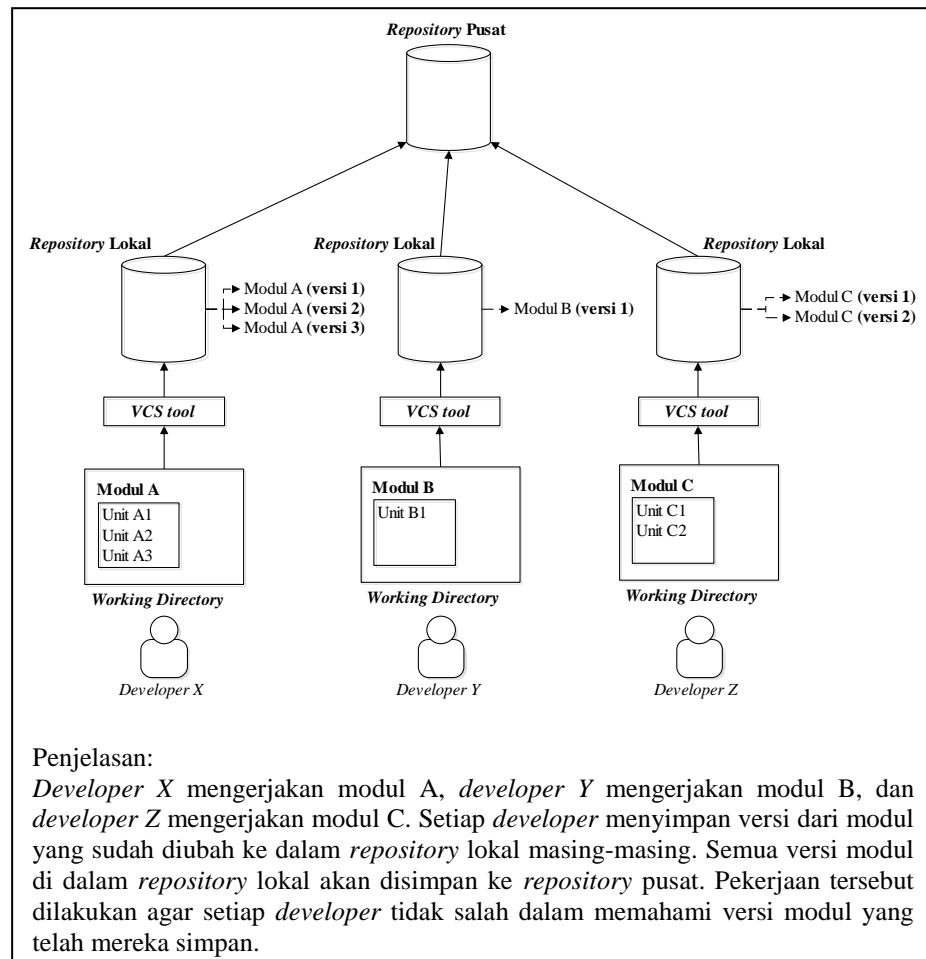 Repository Pusat
Repository Lokal
Repository Lokal
Repository Lokal
Modul A (versi 1)
Modul A (versi 2)
Modul A (versi 3)
Modul B (versi 1)
Modul C (versi 1)
Modul C (versi 2)
VCS tool
VCS tool
VCS tool
Modul A
Unit A1
Unit A2
Unit A3
Modul B
Unit B1
Modul C
Unit C1
Unit C2
Working Directory
Working Directory
Working Directory
Developer X
Developer Y
Developer Z
Penjelasan:
Developer X mengerjakan modul A, developer Y mengerjakan modul B, dan
developer Z mengerjakan modul C. Setiap developer menyimpan versi dari modul
yang sudah diubah ke dalam repository lokal masing-masing. Semua versi modul
di dalam repository lokal akan disimpan ke repository pusat. Pekerjaan tersebut
dilakukan agar setiap developer tidak salah dalam memahami versi modul yang
telah mereka simpan.